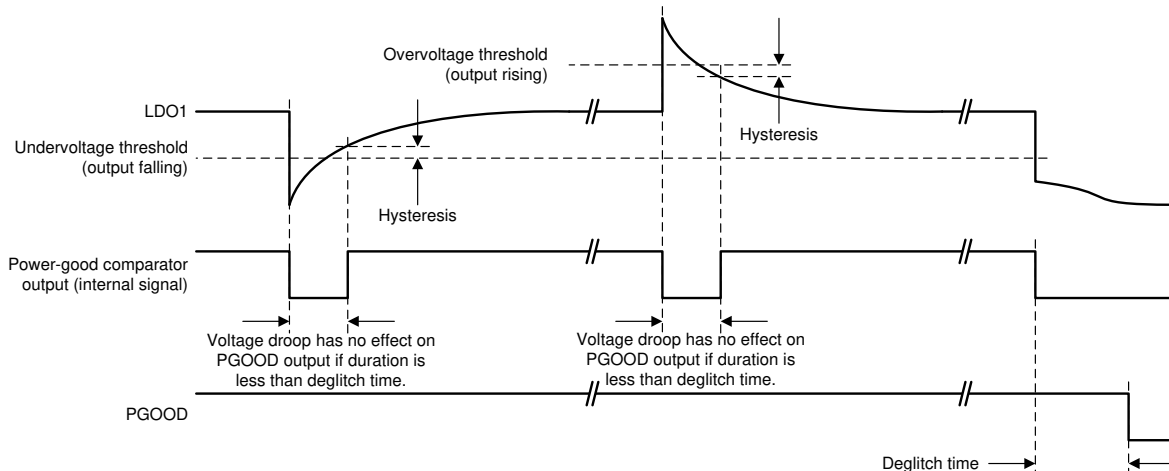 Overvoltage threshold
(output rising)
LDO1
Hysteresis
Undervoltage threshold
(output falling)
Hysteresis
Power-good comparator
output (internal signal)
Voltage droop has no effect on
PGOOD output if duration is
less than deglitch time.
Voltage droop has no effect on
PGOOD output if duration is
less than deglitch time.
PGOOD
Deglitch time